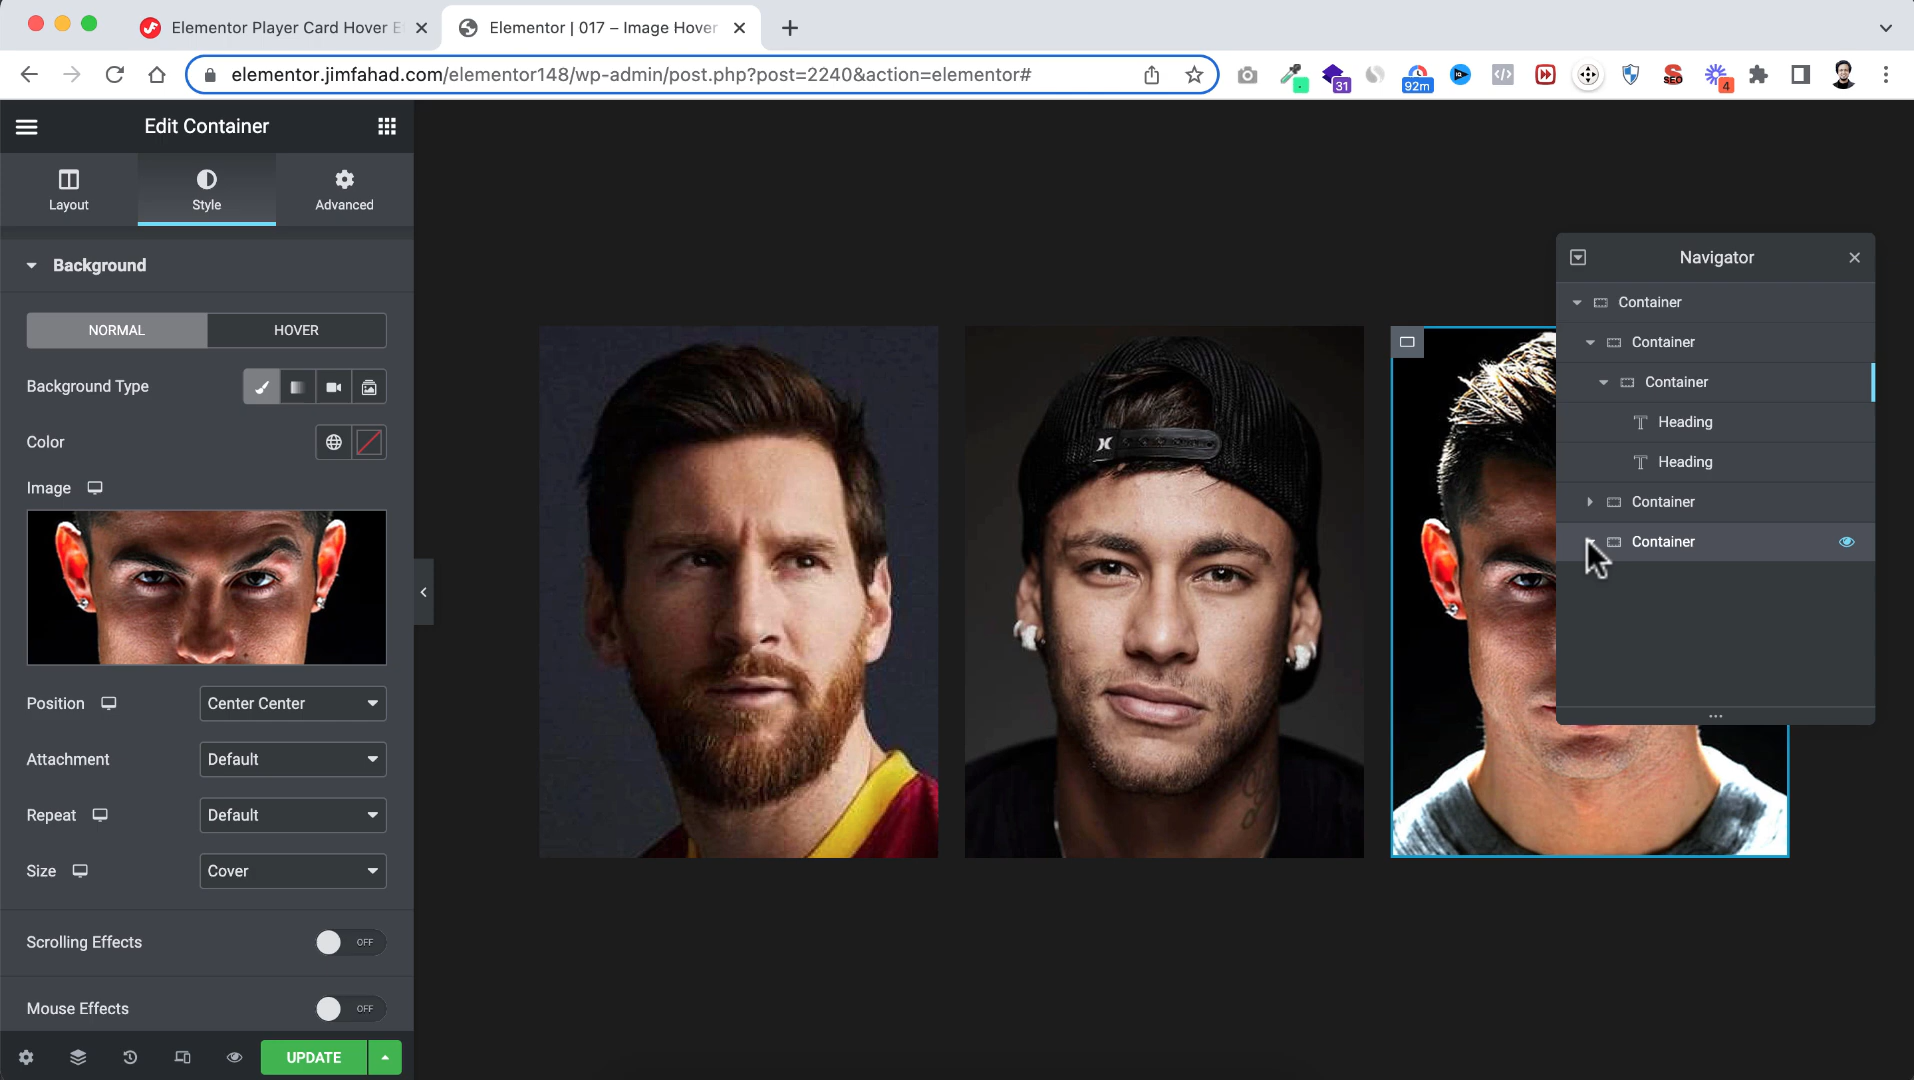 Elementor Player Card Hover E
Elementor | 017 – Image Hover
elementor.jimfahad.com/elementor148/wp-admin/post.php?post=2240&action=elementor#
31
92m
SEO
4
Edit Container
Layout
Style
Advanced
Background
NORMAL
HOVER
Background Type
Color
Image
Position
Center Center
Attachment
Default
Repeat
Default
Size
Cover
Scrolling Effects
OFF
Mouse Effects
OFF
UPDATE
Navigator
Container
Container
Container
Heading
Heading
Container
Container